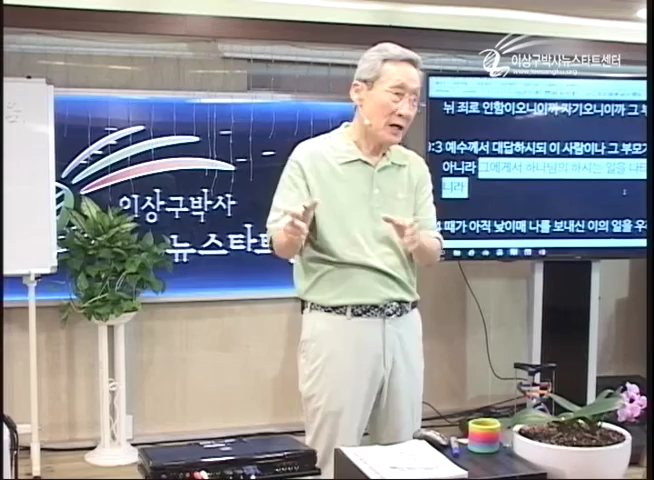 이상구박사뉴스타트센터
뉘 죄로 인함이오니이까 자기오니이까 그
:3 예수께서 대답하시되 이 사람이나 그 부모가
아니라 그에게서 하나님의 하시는 일을
니라
4 때가 아직 낮이매 나를 보내신 이의 일을
이상구박사
뉴스타트